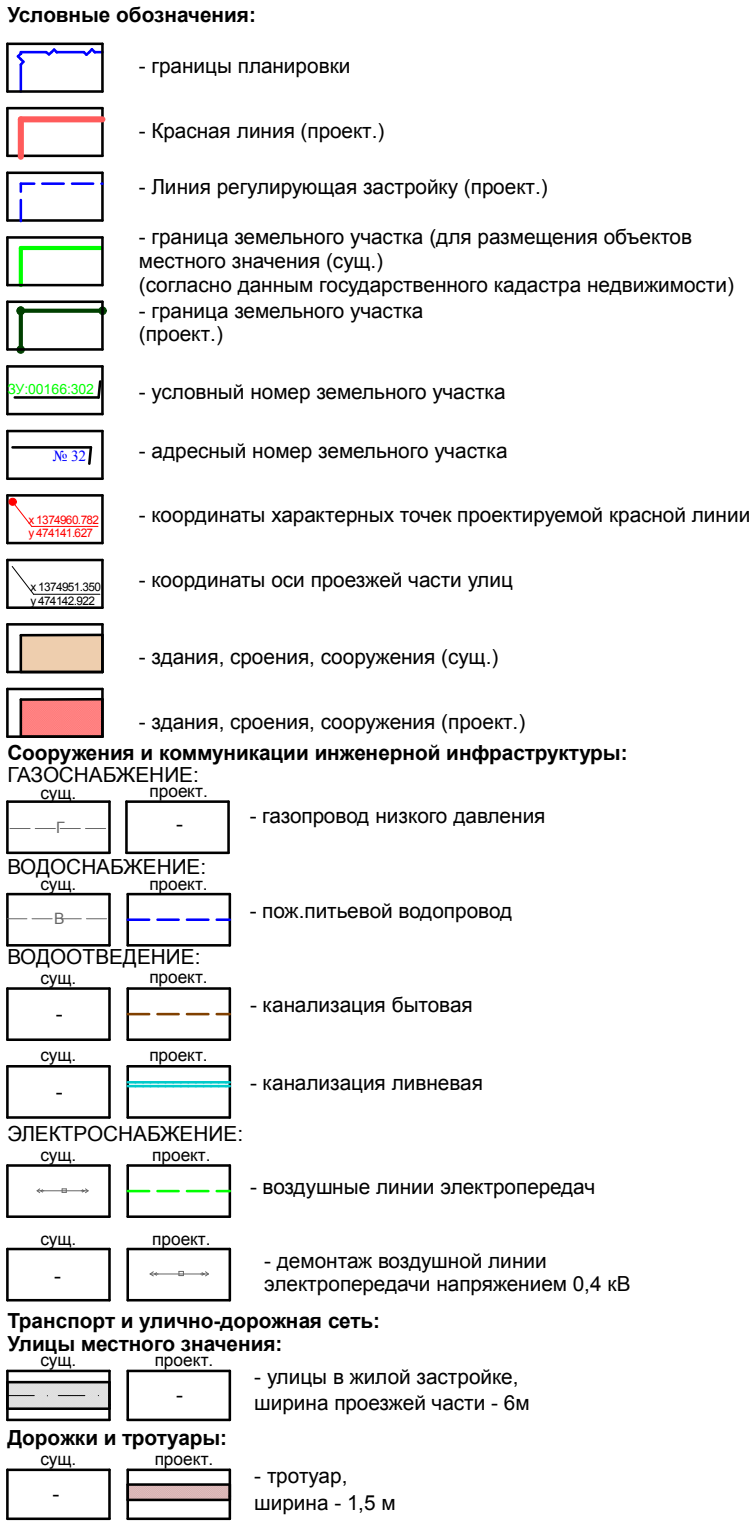 Условные обозначения:
- границы планировки
- Красная линия (проект.)
- Линия регулирующая застройку (проект.)
- граница земельного участка (для размещения объектов
местного значения (сущ.)
(согласно данным государственного кадастра недвижимости)
- граница земельного участка
(проект.)
ЗУ:00166:302
- условный номер земельного участка
№ 32
- адресный номер земельного участка
x 1374960.782
y 474141.627
- координаты характерных точек проектируемой красной линии
x 1374951.350
y 474142.922
- координаты оси проезжей части улиц
- здания, сроения, сооружения (сущ.)
- здания, сроения, сооружения (проект.)
Сооружения и коммуникации инженерной инфраструктуры:
ГАЗОСНАБЖЕНИЕ:
сущ. проект.
Г - - газопровод низкого давления
ВОДОСНАБЖЕНИЕ:
сущ. проект.
В - пож.питьевой водопровод
ВОДООТВЕДЕНИЕ:
сущ. проект.
- - канализация бытовая
сущ. проект.
- - канализация ливневая
ЭЛЕКТРОСНАБЖЕНИЕ:
сущ. проект.
- воздушные линии электропередач
сущ. проект.
- - демонтаж воздушной линии
электропередачи напряжением 0,4 кВ
Транспорт и улично-дорожная сеть:
Улицы местного значения:
сущ. проект.
- - улицы в жилой застройке,
ширина проезжей части - 6м
Дорожки и тротуары:
сущ. проект.
- - тротуар,
ширина - 1,5 м